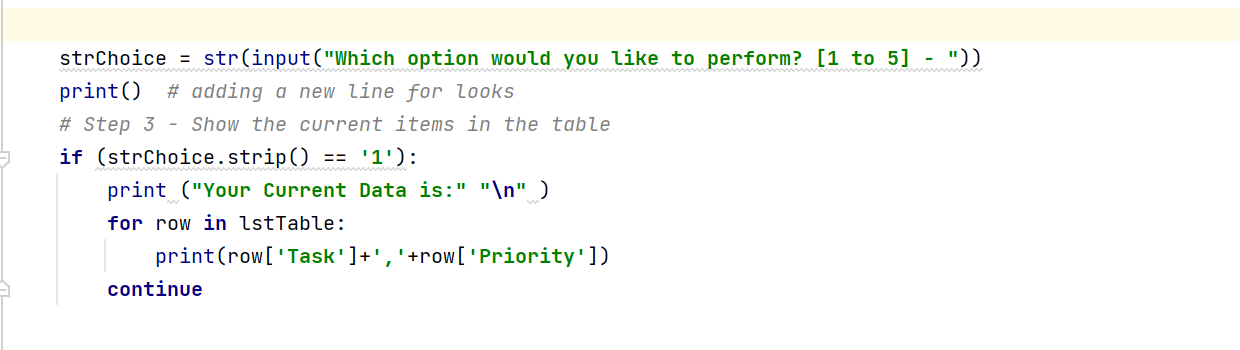 strChoice = str(input("Which option would you like to perform? [1 to 5] - "))
print()  # adding a new line for looks
# Step 3 - Show the current items in the table
if (strChoice.strip() == '1'):
    print ("Your Current Data is:" "\n" )
    for row in lstTable:
        print(row['Task']+','+row['Priority'])
    continue